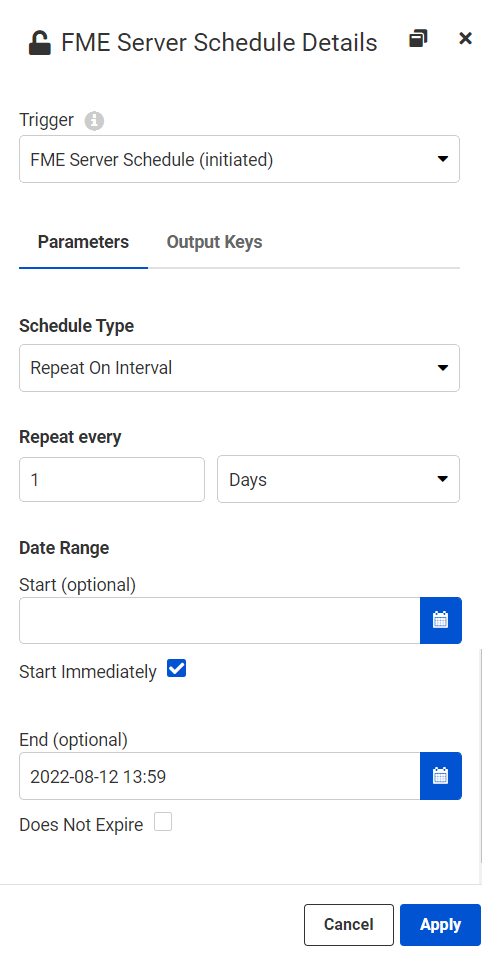 FME Server Schedule Details
Trigger
FME Server Schedule (initiated)
Parameters Output Keys
Schedule Type
Repeat On Interval
Repeat every
1 Days
Date Range
Start (optional)
Start Immediately
End (optional)
2022-08-12 13:59
Does Not Expire
Cancel Apply